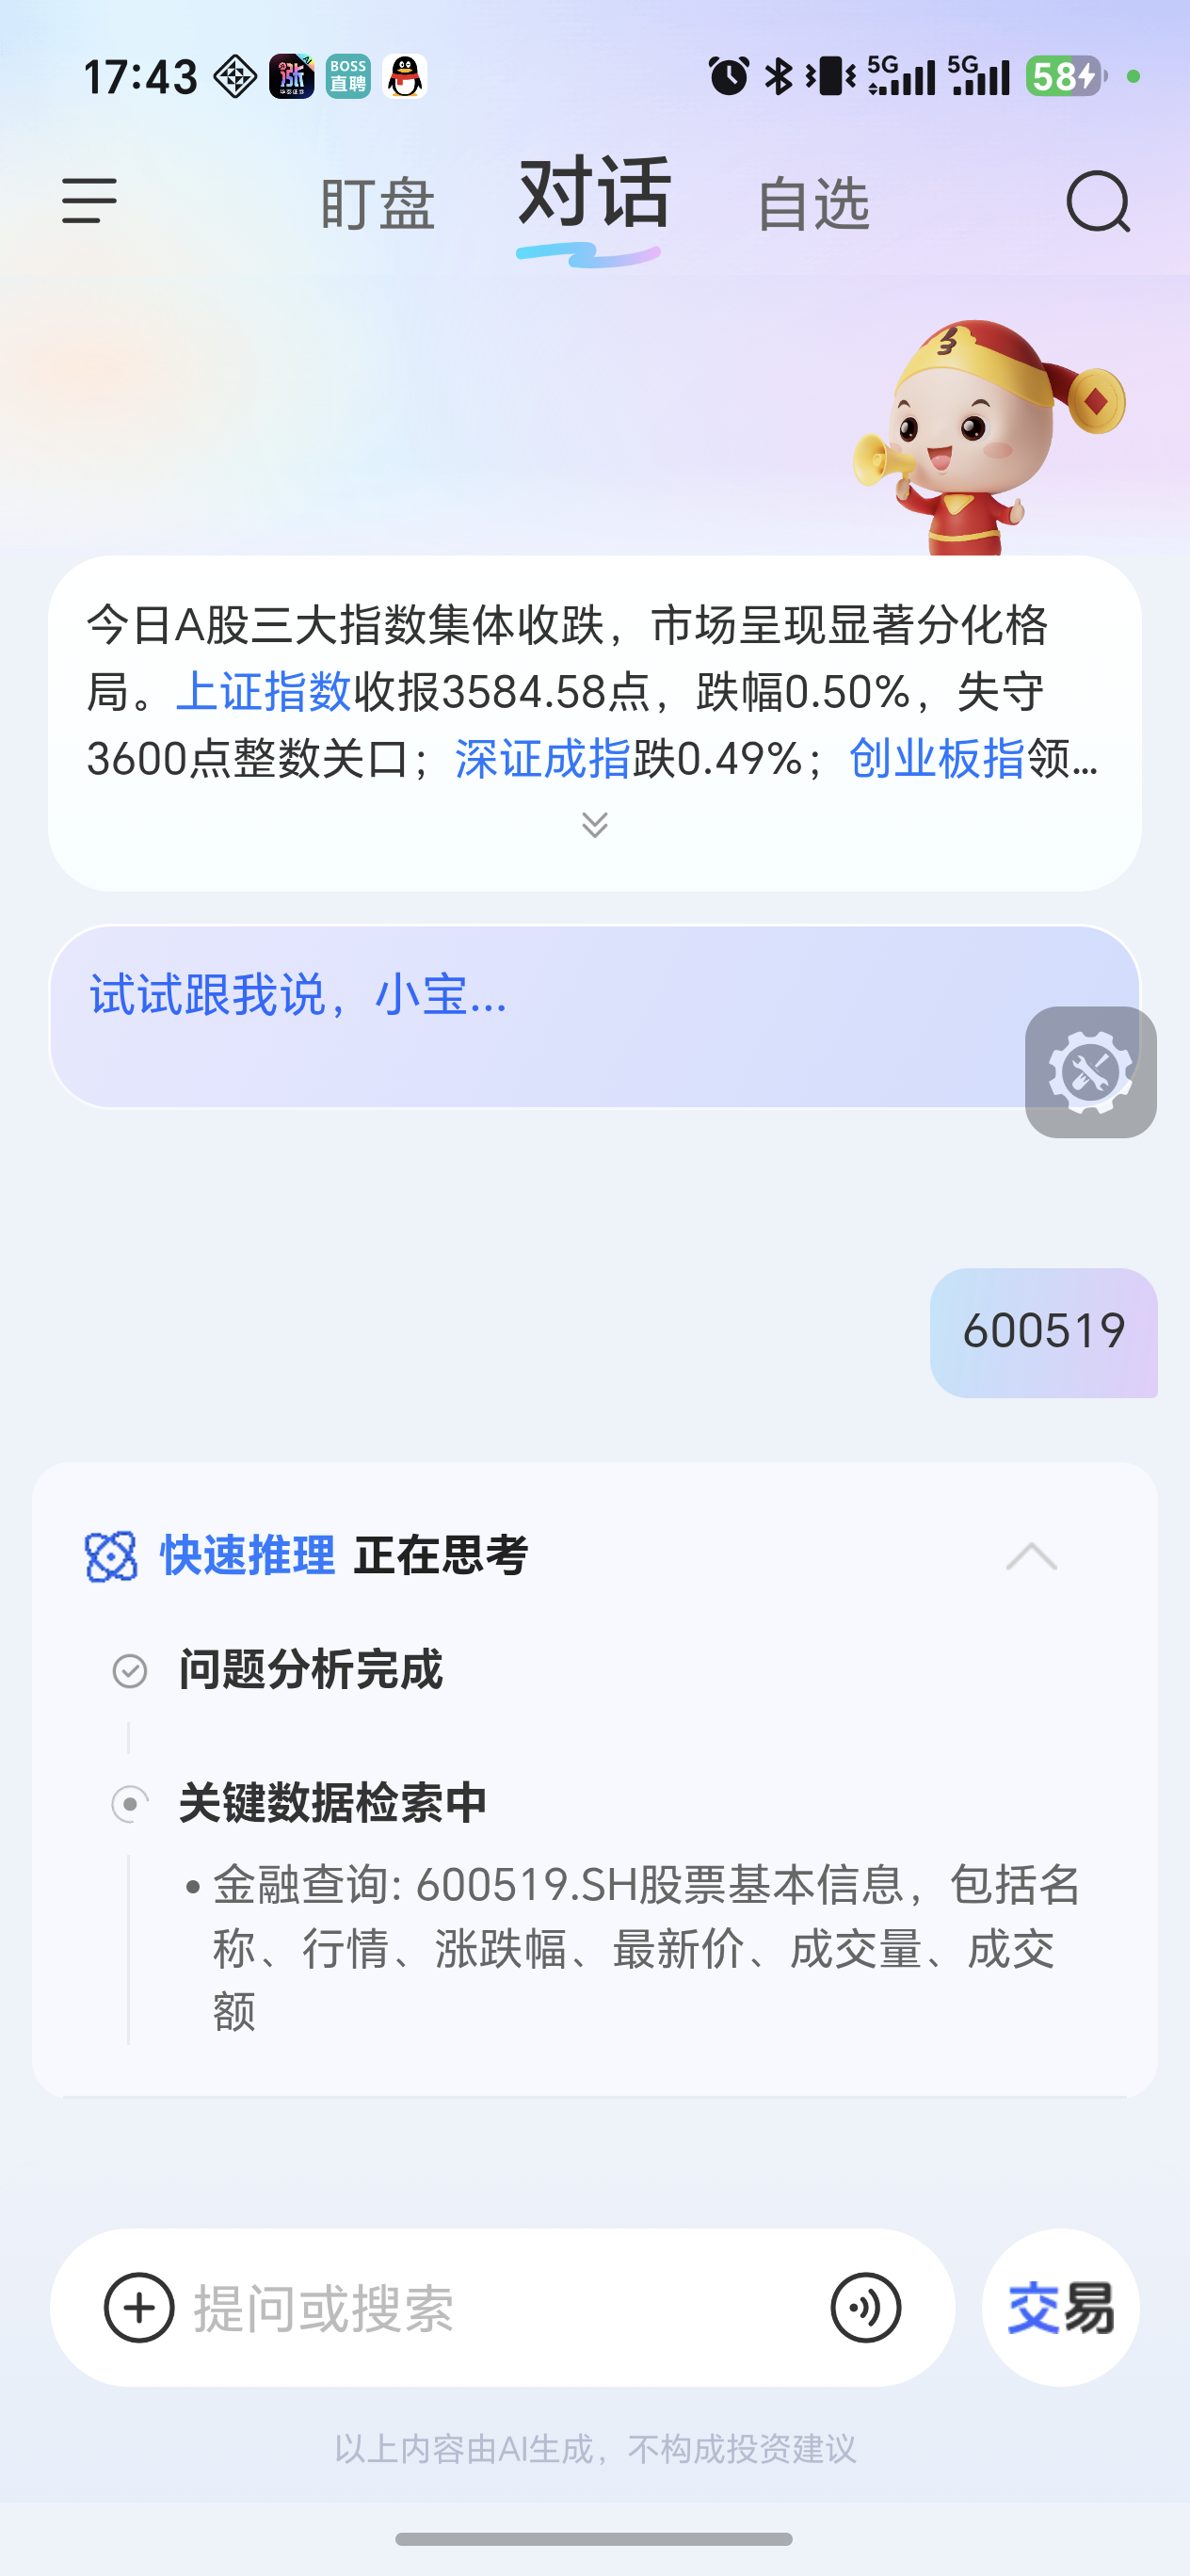 17:43
涨
BOSS
直聘
5G
5G
58
盯盘
对话
自选
今日A股三大指数集体收跌，市场呈现显著分化格
局。上证指数收报3584.58点，跌幅0.50%，失守
3600点整数关口；深证成指跌0.49%；创业板指领...
试试跟我说，小宝...
600519
快速推理 正在思考
问题分析完成
关键数据检索中
• 金融查询: 600519.SH股票基本信息，包括名
称、行情、涨跌幅、最新价、成交量、成交
额
提问或搜索
交易
以上内容由AI生成，不构成投资建议